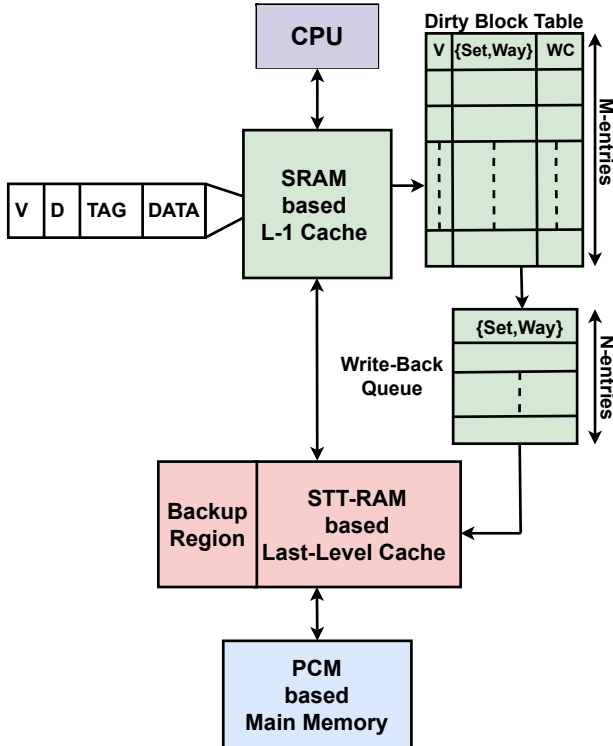 CPU
Dirty Block Table
V {Set,Way} WC
M-entries
V D TAG DATA
SRAM
based
L-1 Cache
{Set,Way}
N-entries
Write-Back
Queue
Backup
Region
STT-RAM
based
Last-Level Cache
PCM
based
Main Memory